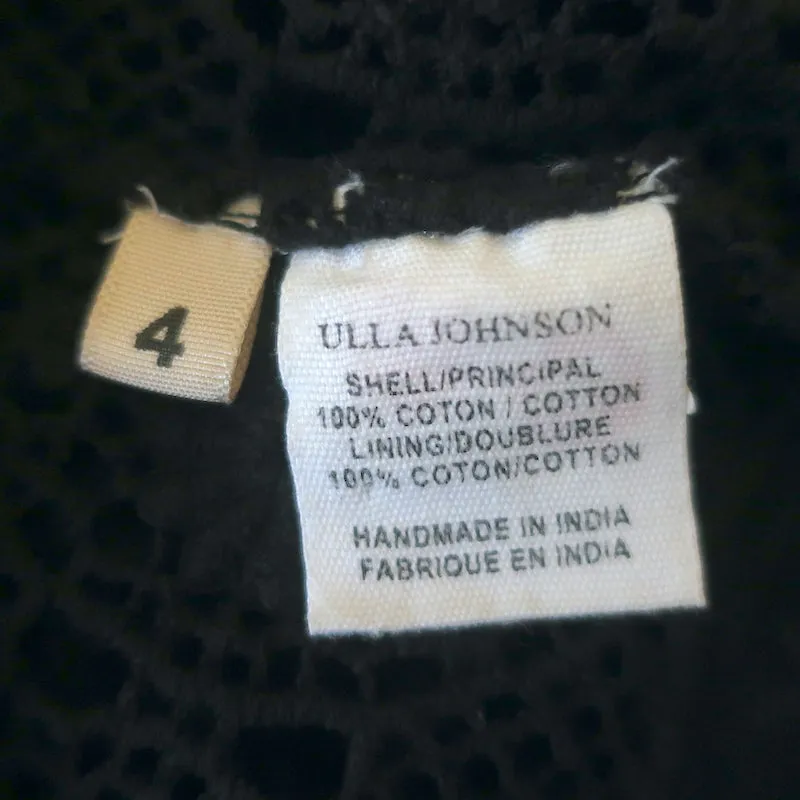 4
ULLA JOHNSON
SHELL/PRINCIPAL
100% COTON / COTTON
LINING/DOUBLURE
100% COTON/COTTON
HANDMADE IN INDIA
FABRIQUE EN INDIA